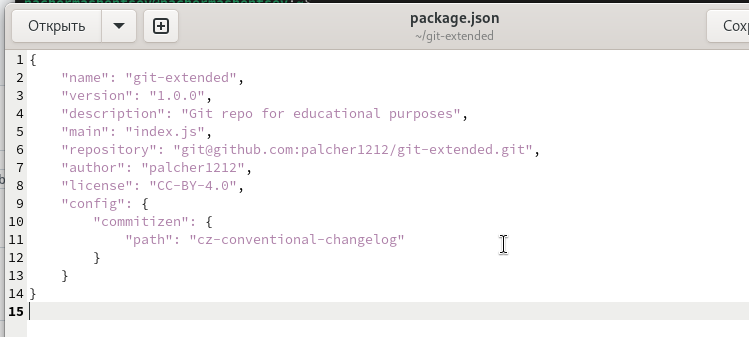 Открыть
package.json
~/git-extended
Сох
1 {
2 "name": "git-extended",
3 "version": "1.0.0",
4 "description": "Git repo for educational purposes",
5 "main": "index.js",
6 "repository": "git@github.com:palcher1212/git-extended.git",
7 "author": "palcher1212",
8 "license": "CC-BY-4.0",
9 "config": {
10 "commitizen": {
11 "path": "cz-conventional-changelog"
12 }
13 }
14 }
15